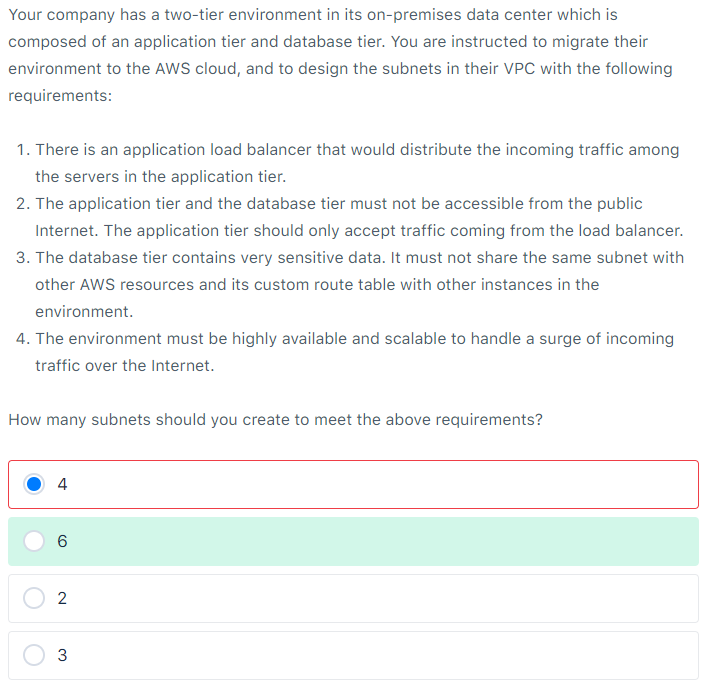 Your company has a two-tier environment in its on-premises data center which is
composed of an application tier and database tier. You are instructed to migrate their
environment to the AWS cloud, and to design the subnets in their VPC with the following
requirements:
1. There is an application load balancer that would distribute the incoming traffic among
the servers in the application tier.
2. The application tier and the database tier must not be accessible from the public
Internet. The application tier should only accept traffic coming from the load balancer.
3. The database tier contains very sensitive data. It must not share the same subnet with
other AWS resources and its custom route table with other instances in the
environment.
4. The environment must be highly available and scalable to handle a surge of incoming
traffic over the Internet.
How many subnets should you create to meet the above requirements?
4
6
2
3